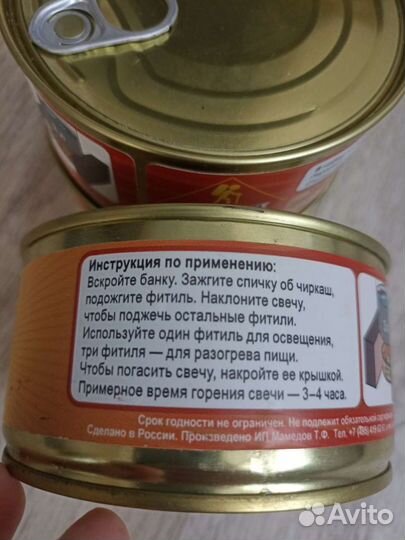 Инструкция по применению:
Вскройте банку. Зажгите спичку об чиркаш,
подожгите фитиль. Наклоните свечу,
чтобы поджечь остальные фитили.
Используйте один фитиль для освещения,
три фитиля — для разогрева пищи.
Чтобы погасить свечу, накройте ее крышкой.
Примерное время горения свечи — 3–4 часа.
Срок годности не ограничен. Не подлежит обязательной
Сделано в России. Произведено ИП Мамедов Т.Ф. Тел. +7 (495)
Avito